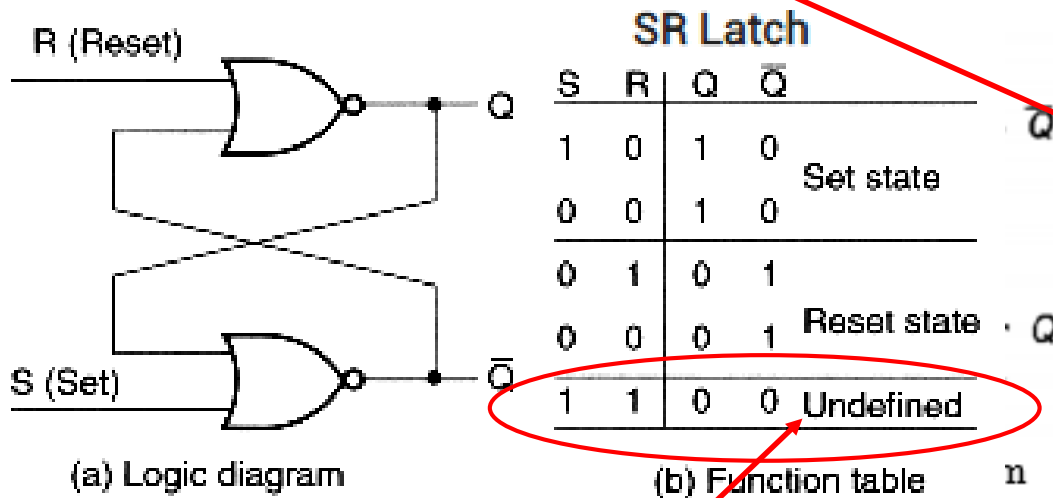 SR Latch
R (Reset)
Q
S (Set)
Q̅
(a) Logic diagram
S R Q Q̅
1 0 1 0
Set state
0 0 1 0
0 1 0 1
Reset state
0 0 0 1
1 1 0 0 Undefined
(b) Function table
Q̅
Q
n